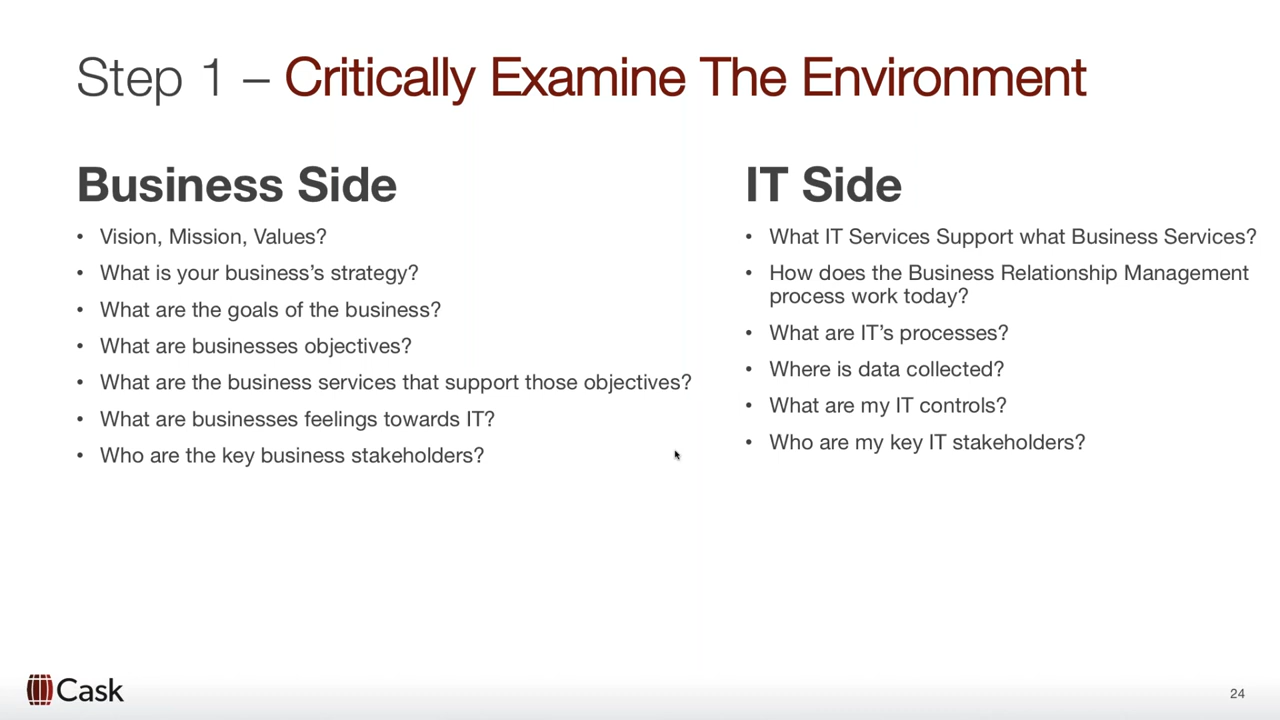 Step 1 – Critically Examine The Environment
Business Side
• Vision, Mission, Values?
• What is your business’s strategy?
• What are the goals of the business?
• What are businesses objectives?
• What are the business services that support those objectives?
• What are businesses feelings towards IT?
• Who are the key business stakeholders?
IT Side
• What IT Services Support what Business Services?
• How does the Business Relationship Management
process work today?
• What are IT’s processes?
• Where is data collected?
• What are my IT controls?
• Who are my key IT stakeholders?
Cask
24